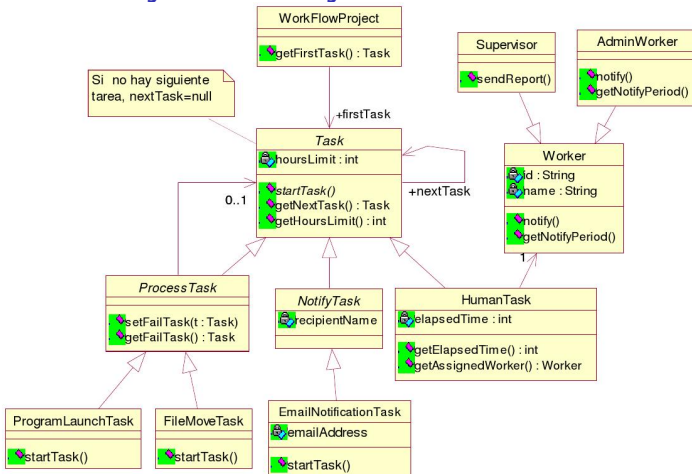 WorkFlowProject
getFirstTask() : Task
Supervisor
sendReport()
AdminWorker
notify()
getNotifyPeriod()
Si no hay siguiente
tarea, nextTask=null
+firstTask
Task
hoursLimit : int
startTask()
getNextTask() : Task
getHoursLimit() : int
+nextTask
0..1
Worker
id : String
name : String
notify()
getNotifyPeriod()
1
ProcessTask
setFailTask(t : Task)
getFailTask() : Task
NotifyTask
recipientName
HumanTask
elapsedTime : int
getElapsedTime() : int
getAssignedWorker() : Worker
ProgramLaunchTask
startTask()
FileMoveTask
startTask()
EmailNotificationTask
emailAddress
startTask()